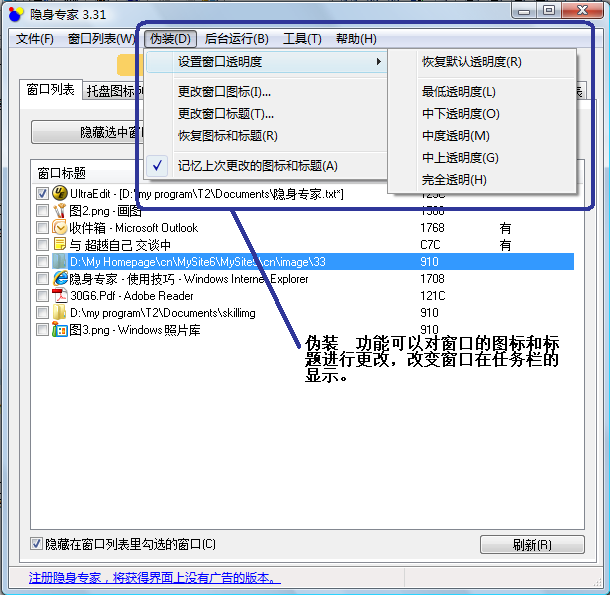 隐身专家 3.31
文件(F) 窗口列表(W) 伪装(D) 后台运行(B) 工具(T) 帮助(H)
设置窗口透明度
更改窗口图标(I)...
更改窗口标题(T)...
恢复图标和标题(R)
记忆上次更改的图标和标题(A)
恢复默认透明度(R)
最低透明度(L)
中下透明度(O)
中度透明(M)
中上透明度(G)
完全透明(H)
窗口列表 托盘图标
隐藏选中窗
窗口标题
UltraEdit - [D:\my program\T2\Documents\隐身专家.txt*]
图2.png - 画图
收件箱 - Microsoft Outlook 1768 有
与 超越自己 交谈中 C7C 有
D:\My Homepage\cn\MySite6\MySite5\cn\image\33 910
隐身专家 - 使用技巧 - Windows Internet Explorer 1708
30G6.Pdf - Adobe Reader 121C
D:\my program\T2\Documents\skillimg 910
图3.png - Windows 照片库 910
伪装 功能可以对窗口的图标和标
题进行更改，改变窗口在任务栏的
显示。
隐藏在窗口列表里勾选的窗口(C) 刷新(R)
注册隐身专家，将获得界面上没有广告的版本。